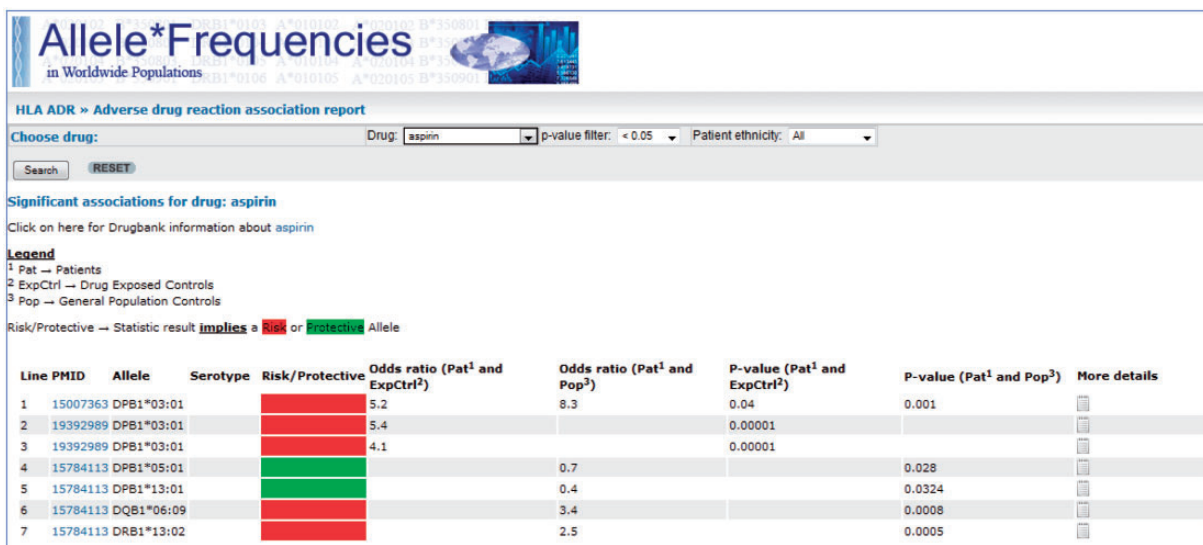 Allele*Frequencies
in Worldwide Populations
HLA ADR » Adverse drug reaction association report
Choose drug: Drug: aspirin p-value filter: < 0.05 Patient ethnicity: All
Search RESET
Significant associations for drug: aspirin
Click on here for Drugbank information about aspirin
Legend
1 Pat → Patients
2 ExpCtrl → Drug Exposed Controls
3 Pop → General Population Controls
Risk/Protective → Statistic result implies a Risk or Protective Allele
Line PMID Allele Serotype Risk/Protective Odds ratio (Pat1 and ExpCtrl2) Odds ratio (Pat1 and Pop3) P-value (Pat1 and ExpCtrl2) P-value (Pat1 and Pop3) More details
1 15007363 DPB1*03:01 5.2 8.3 0.04 0.001
2 19392989 DPB1*03:01 5.4 0.00001
3 19392989 DPB1*03:01 4.1 0.00001
4 15784113 DPB1*05:01 0.7 0.028
5 15784113 DPB1*13:01 0.4 0.0324
6 15784113 DQB1*06:09 3.4 0.0008
7 15784113 DRB1*13:02 2.5 0.0005